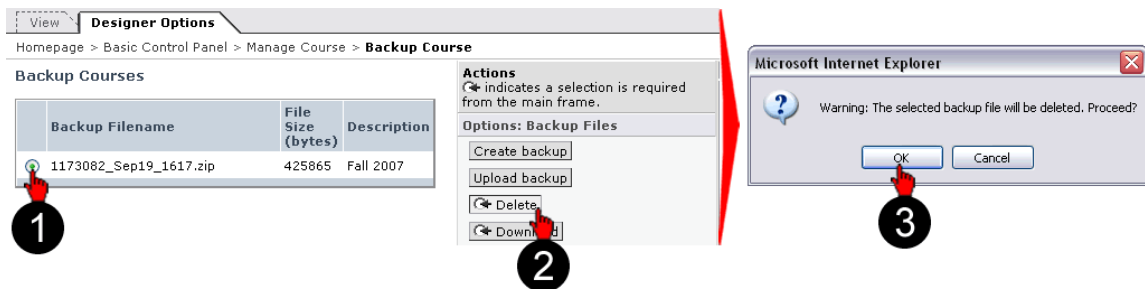 View
Designer Options
Homepage > Basic Control Panel > Manage Course > Backup Course
Backup Courses
Backup Filename
File Size (bytes)
Description
1173082_Sep19_1617.zip
425865
Fall 2007
1
Actions
indicates a selection is required
from the main frame.
Options: Backup Files
Create backup
Upload backup
Delete
Download
2
Microsoft Internet Explorer
Warning: The selected backup file will be deleted. Proceed?
OK
Cancel
3